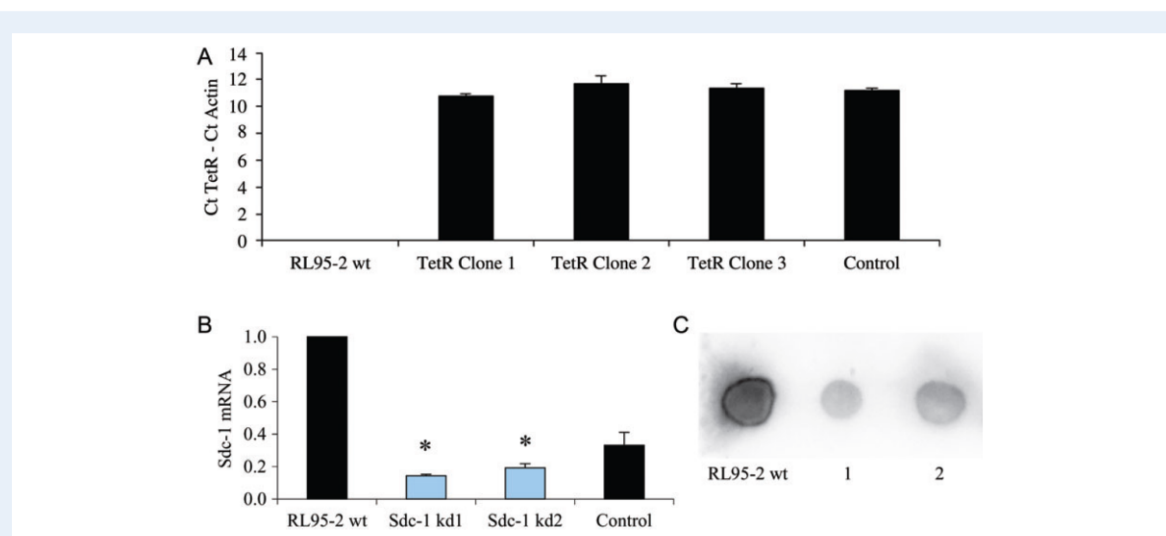 A
14
12
10
8
6
4
2
0
Ct TetR - Ct Actin
RL95-2 wt TetR Clone 1 TetR Clone 2 TetR Clone 3 Control
B
1.0
0.8
0.6
0.4
0.2
0.0
Sdc-1 mRNA
* *
RL95-2 wt Sdc-1 kd1 Sdc-1 kd2 Control
C
RL95-2 wt 1 2